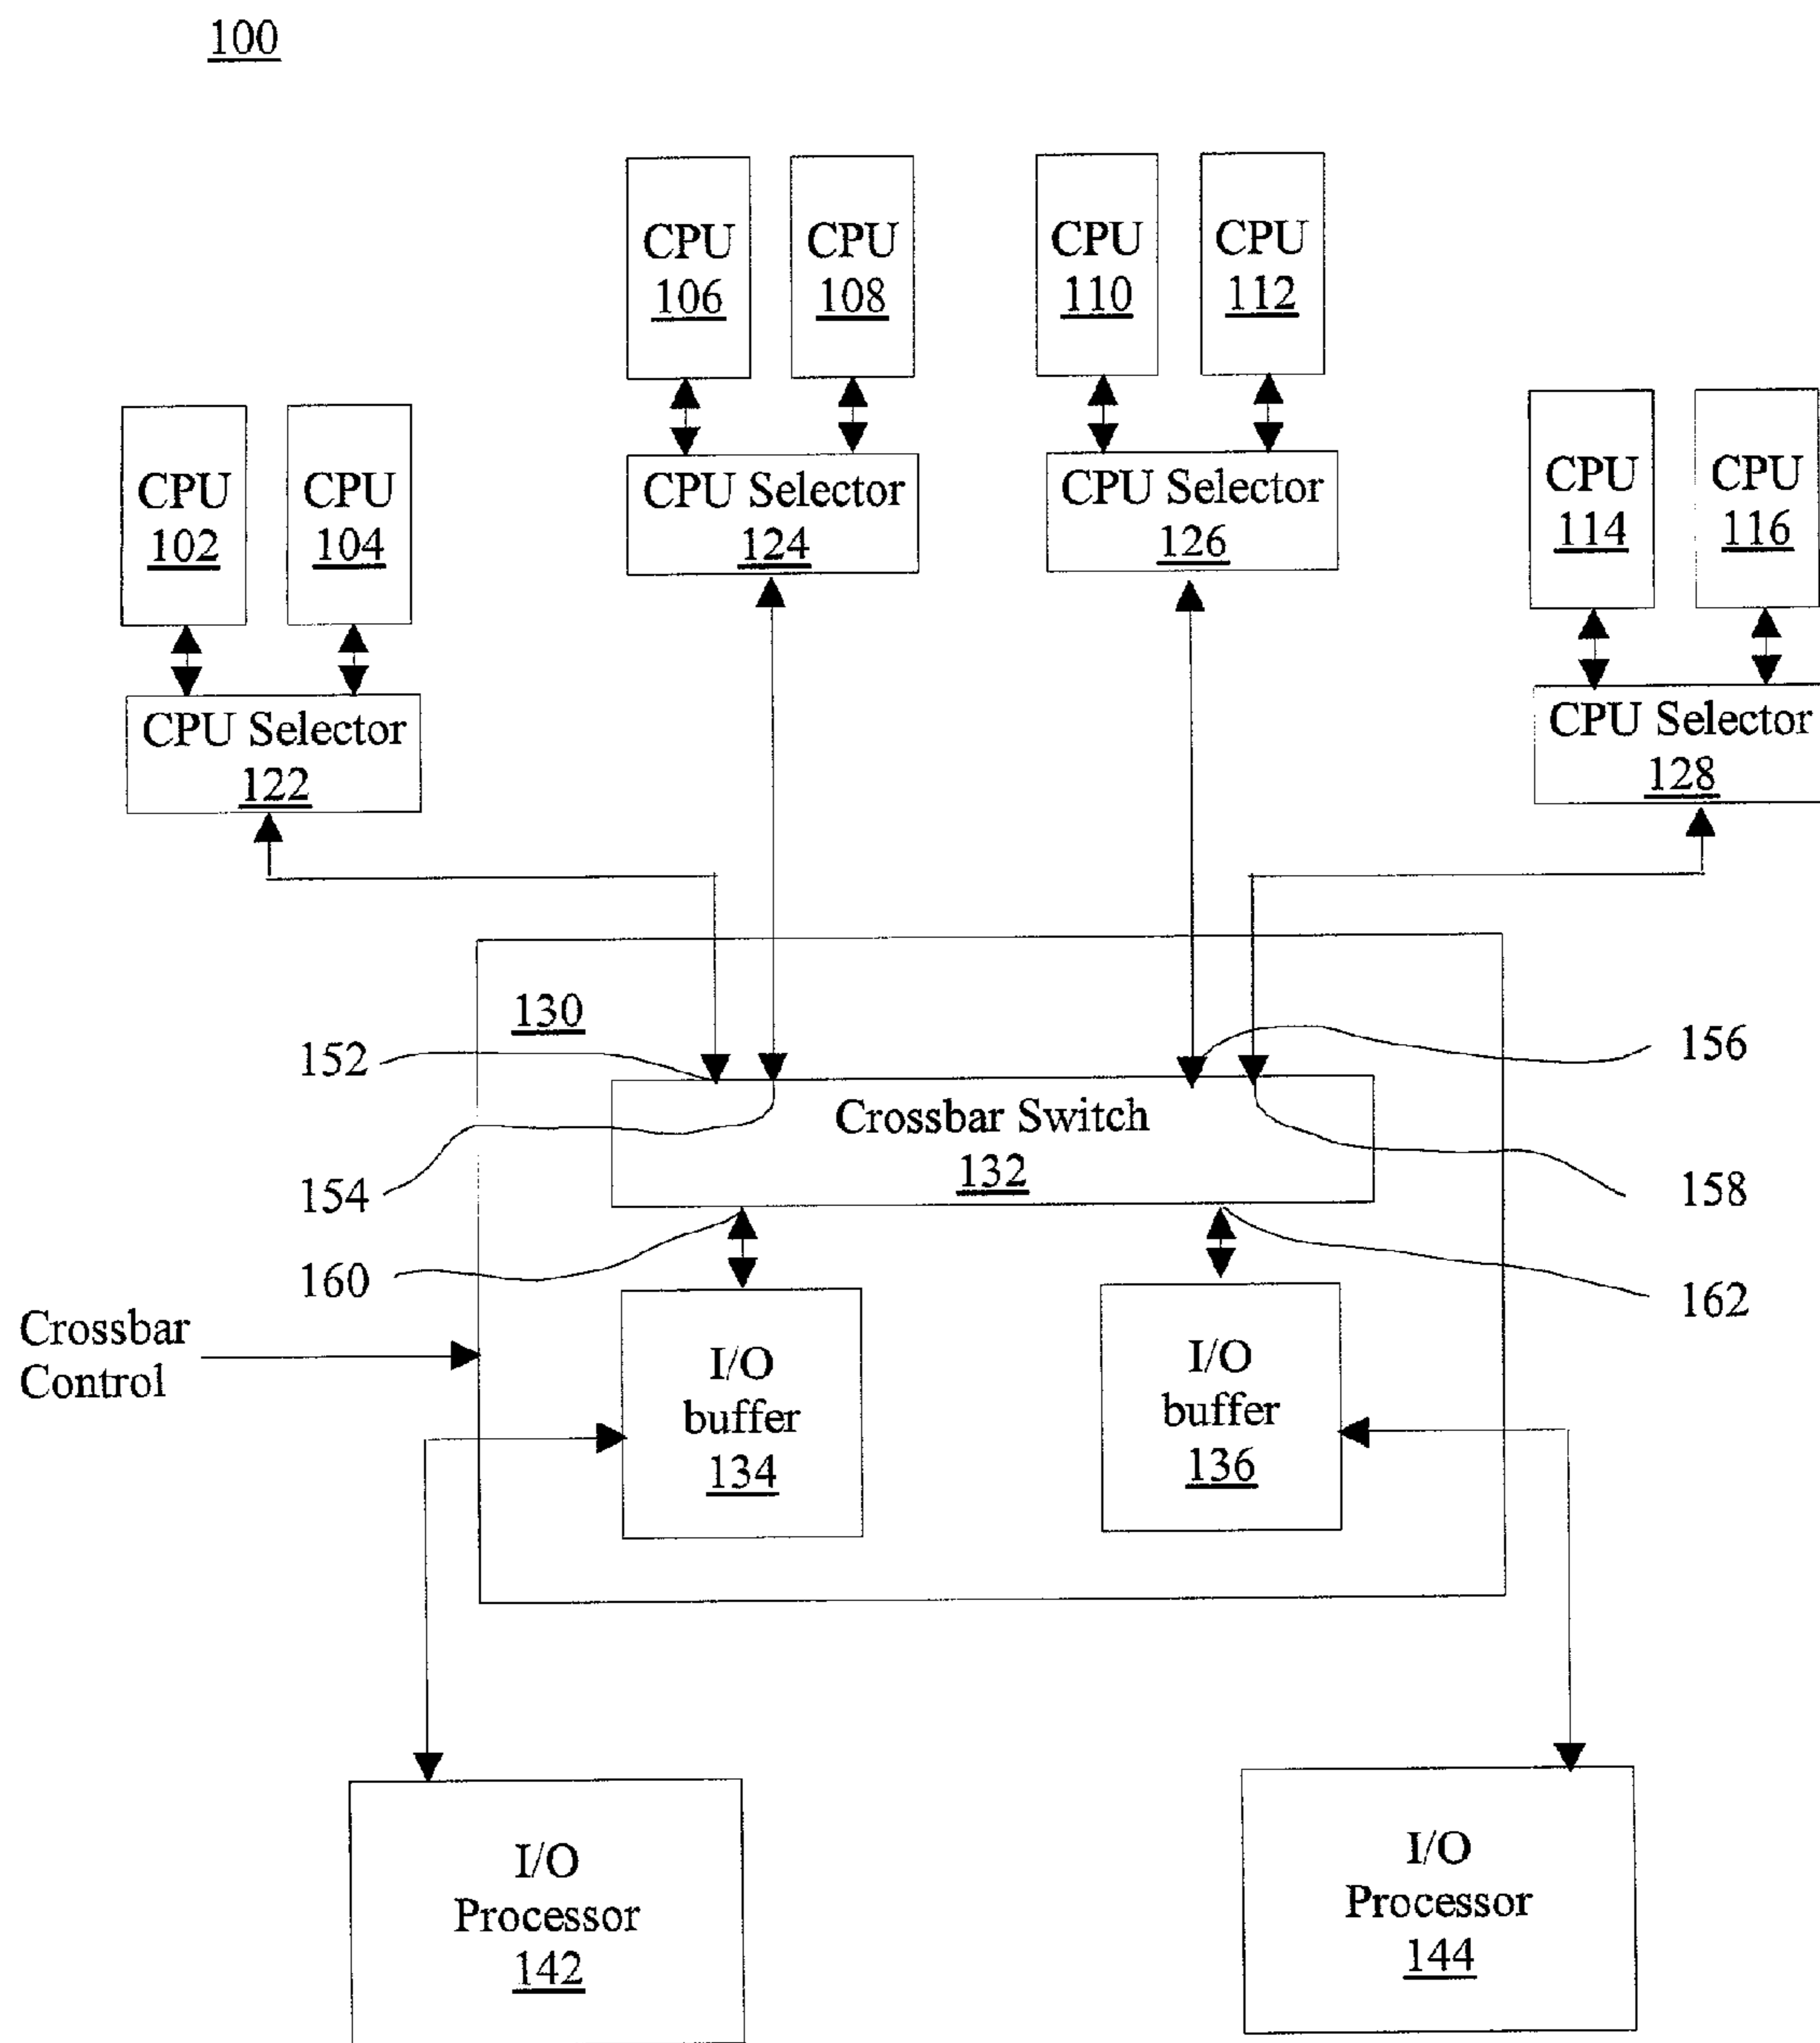 100
CPU
106
CPU
108
CPU
110
CPU
112
CPU
102
CPU
104
CPU Selector
124
CPU Selector
126
CPU
114
CPU
116
CPU Selector
122
CPU Selector
128
130
152
156
Crossbar Switch
132
154
158
160
162
Crossbar
Control
I/O
buffer
134
I/O
buffer
136
I/O
Processor
142
I/O
Processor
144